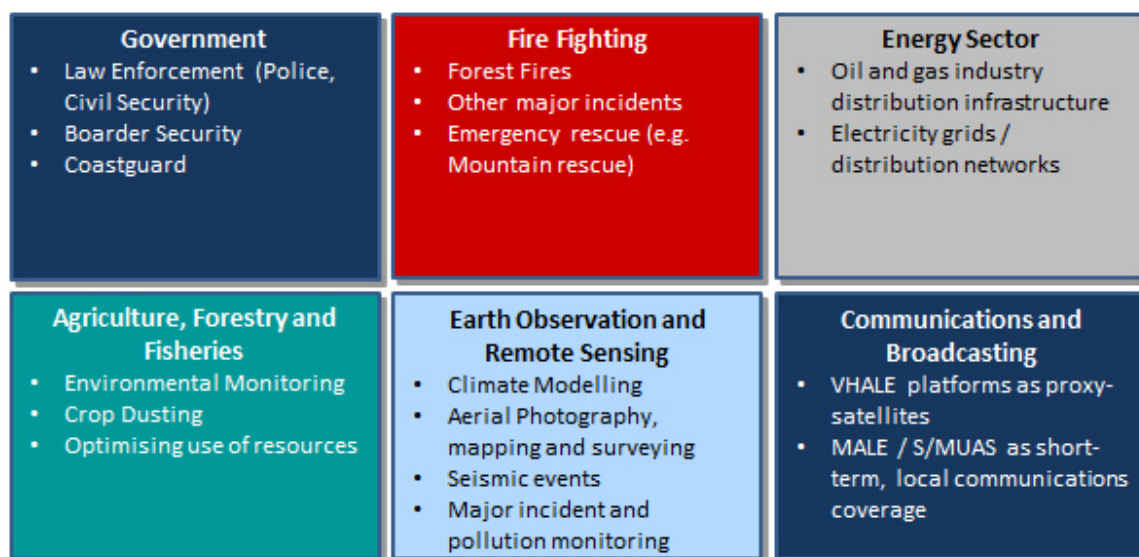 Government
• Law Enforcement (Police,
Civil Security)
• Boarder Security
• Coastguard
Fire Fighting
• Forest Fires
• Other major incidents
• Emergency rescue (e.g.
Mountain rescue)
Energy Sector
• Oil and gas industry
distribution infrastructure
• Electricity grids /
distribution networks
Agriculture, Forestry and
Fisheries
• Environmental Monitoring
• Crop Dusting
• Optimising use of resources
Earth Observation and
Remote Sensing
• Climate Modelling
• Aerial Photography,
mapping and surveying
• Seismic events
• Major incident and
pollution monitoring
Communications and
Broadcasting
• VHALE platforms as proxy-
satellites
• MALE / S/MUAS as short-
term, local communications
coverage